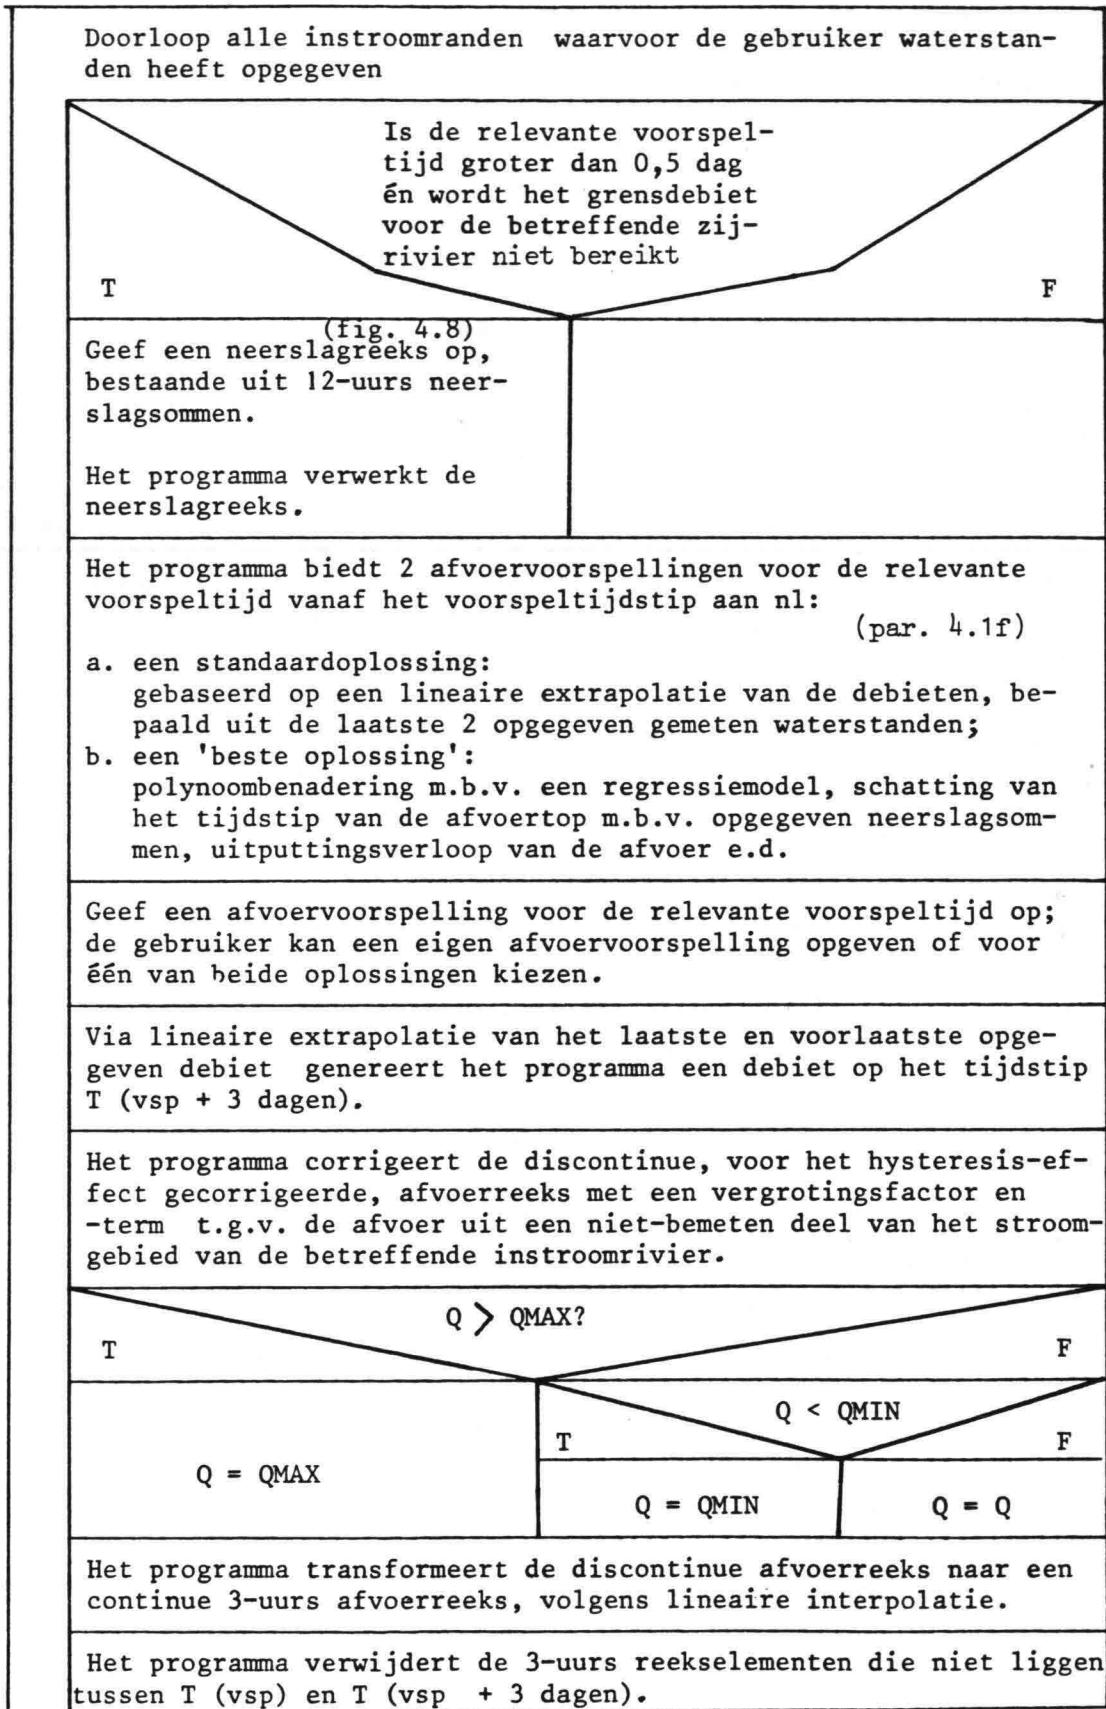 Doorloop alle instroomranden waarvoor de gebruiker waterstan-
den heeft opgegeven
Is de relevante voorspel-
tijd groter dan 0,5 dag
én wordt het grensdebiet
voor de betreffende zij-
rivier niet bereikt
T
F
(fig. 4.8)
Geef een neerslagreeks op,
bestaande uit 12-uurs neer-
slagsommen.
Het programma verwerkt de
neerslagreeks.
Het programma biedt 2 afvoervoorspellingen voor de relevante
voorspeltijd vanaf het voorspeltijdstip aan nl:
(par. 4.1f)
a. een standaardoplossing:
gebaseerd op een lineaire extrapolatie van de debieten, be-
paald uit de laatste 2 opgegeven gemeten waterstanden;
b. een 'beste oplossing':
polynoombenadering m.b.v. een regressiemodel, schatting van
het tijdstip van de afvoertop m.b.v. opgegeven neerslagsom-
men, uitputtingsverloop van de afvoer e.d.
Geef een afvoervoorspelling voor de relevante voorspeltijd op;
de gebruiker kan een eigen afvoervoorspelling opgeven of voor
één van beide oplossingen kiezen.
Via lineaire extrapolatie van het laatste en voorlaatste opge-
geven debiet genereert het programma een debiet op het tijdstip
T (vsp + 3 dagen).
Het programma corrigeert de discontinue, voor het hysteresis-ef-
fect gecorrigeerde, afvoerreeks met een vergrotingsfactor en
-term t.g.v. de afvoer uit een niet-bemeten deel van het stroom-
gebied van de betreffende instroomrivier.
Q > QMAX?
T
F
Q < QMIN
T
F
Q = QMAX
Q = QMIN
Q = Q
Het programma transformeert de discontinue afvoerreeks naar een
continue 3-uurs afvoerreeks, volgens lineaire interpolatie.
Het programma verwijdert de 3-uurs reekselementen die niet liggen
tussen T (vsp) en T (vsp + 3 dagen).